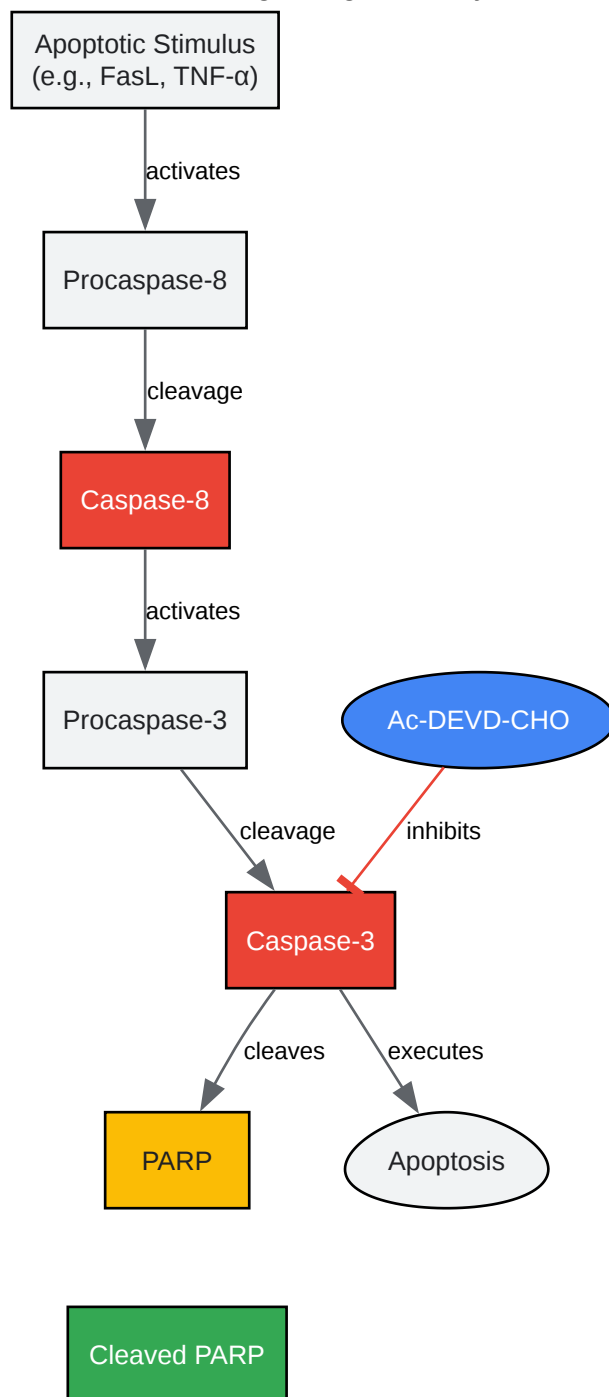 Apoptotic Stimulus
(e.g., FasL, TNF-α)
activates
Procaspase-8
cleavage
Caspase-8
activates
Procaspase-3
Ac-DEVD-CHO
cleavage
inhibits
Caspase-3
cleaves
executes
PARP
Apoptosis
Cleaved PARP